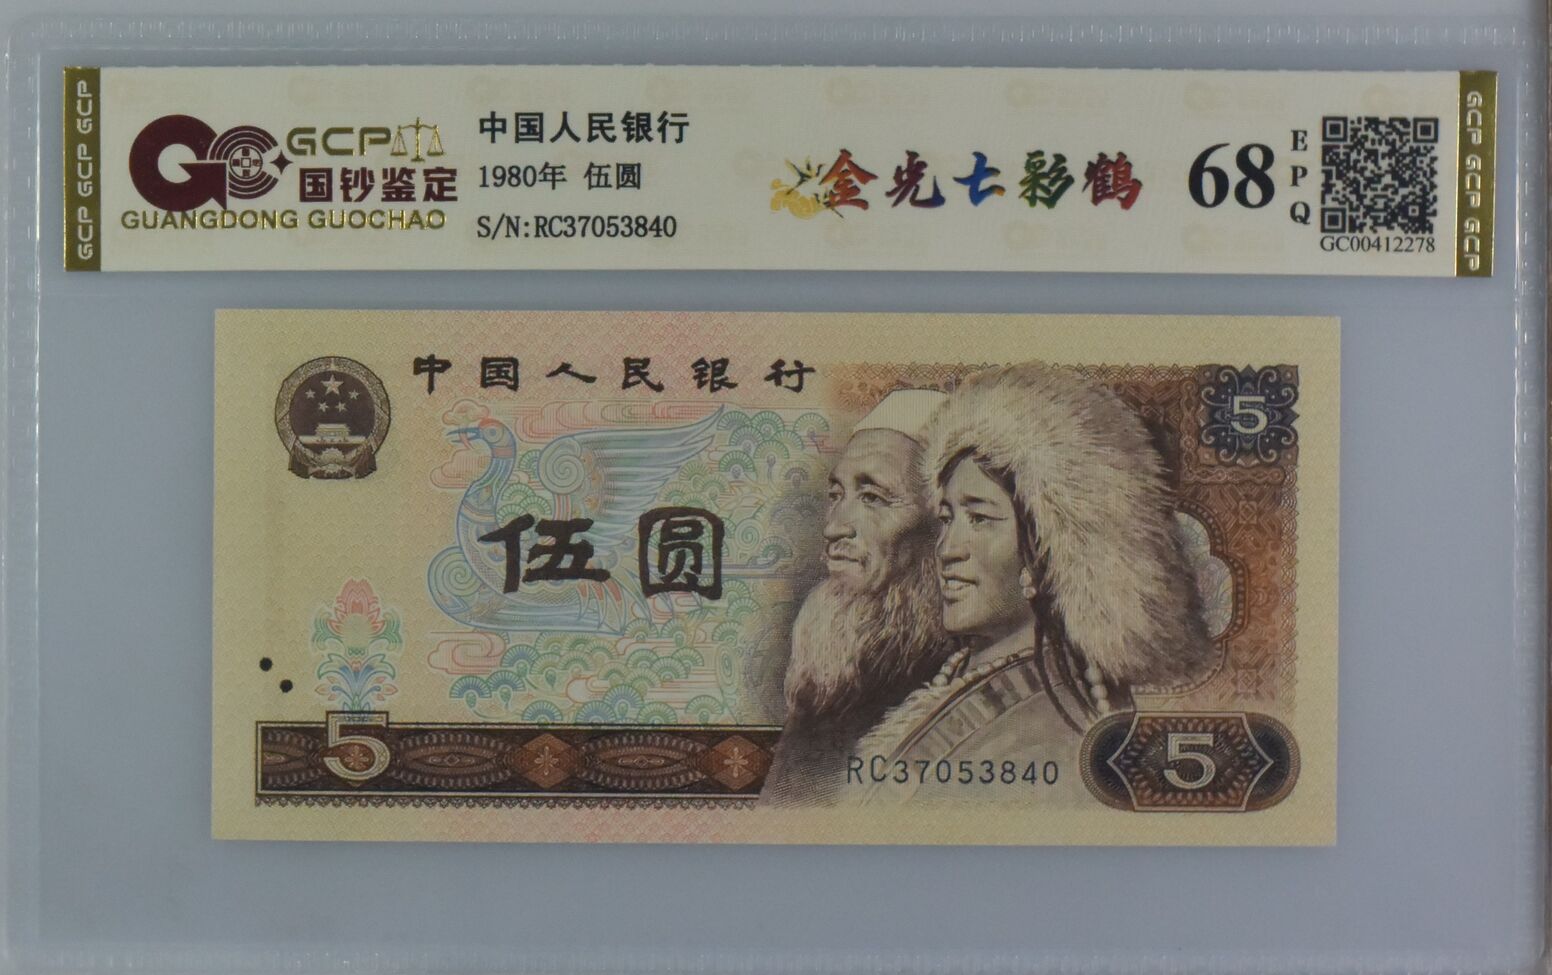 GCP GCP GCP
GCP
国钞鉴定
GUANGDONG GUOCHAO
中国人民银行
1980年 伍圆
S/N:RC37053840
金光七彩鹤
68
EPQ
GC00412278
GCP GCP GCP
中国人民银行
5
伍圆
5
RC37053840
5